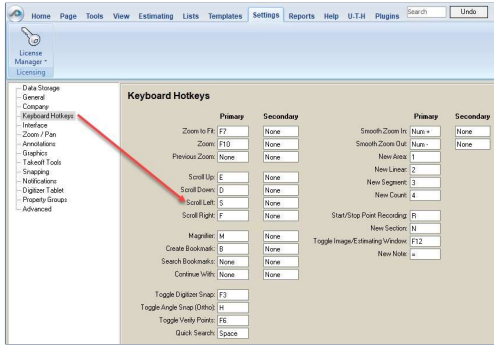 Home Page Tools View Estimating Lists Templates Settings Reports Help U-T-H Plugins Search Undo
License
Manager
Licensing
Data Storage
General
Company
Keyboard Hotkeys
Interface
Zoom / Pan
Annotations
Graphics
Takeoff Tools
Snapping
Notifications
Digitizer Tablet
Property Groups
Advanced
Keyboard Hotkeys
Primary Secondary
Zoom to Fit: F7 None
Zoom: F10 None
Previous Zoom: None None
Scroll Up: E None
Scroll Down: D None
Scroll Left: S None
Scroll Right: F None
Magnifier: M None
Create Bookmark: B None
Search Bookmarks: None None
Continue With: None None
Toggle Digitizer Snap: F3
Toggle Angle Snap (Ortho): H
Toggle Verify Points: F6
Quick Search: Space
Primary Secondary
Smooth Zoom In: Num + None
Smooth Zoom Out: Num - None
New Area: 1
New Linear: 2
New Segment: 3
New Count: 4
Start/Stop Point Recording: R
New Section: N
Toggle Image/Estimating Window: F12
New Note: =